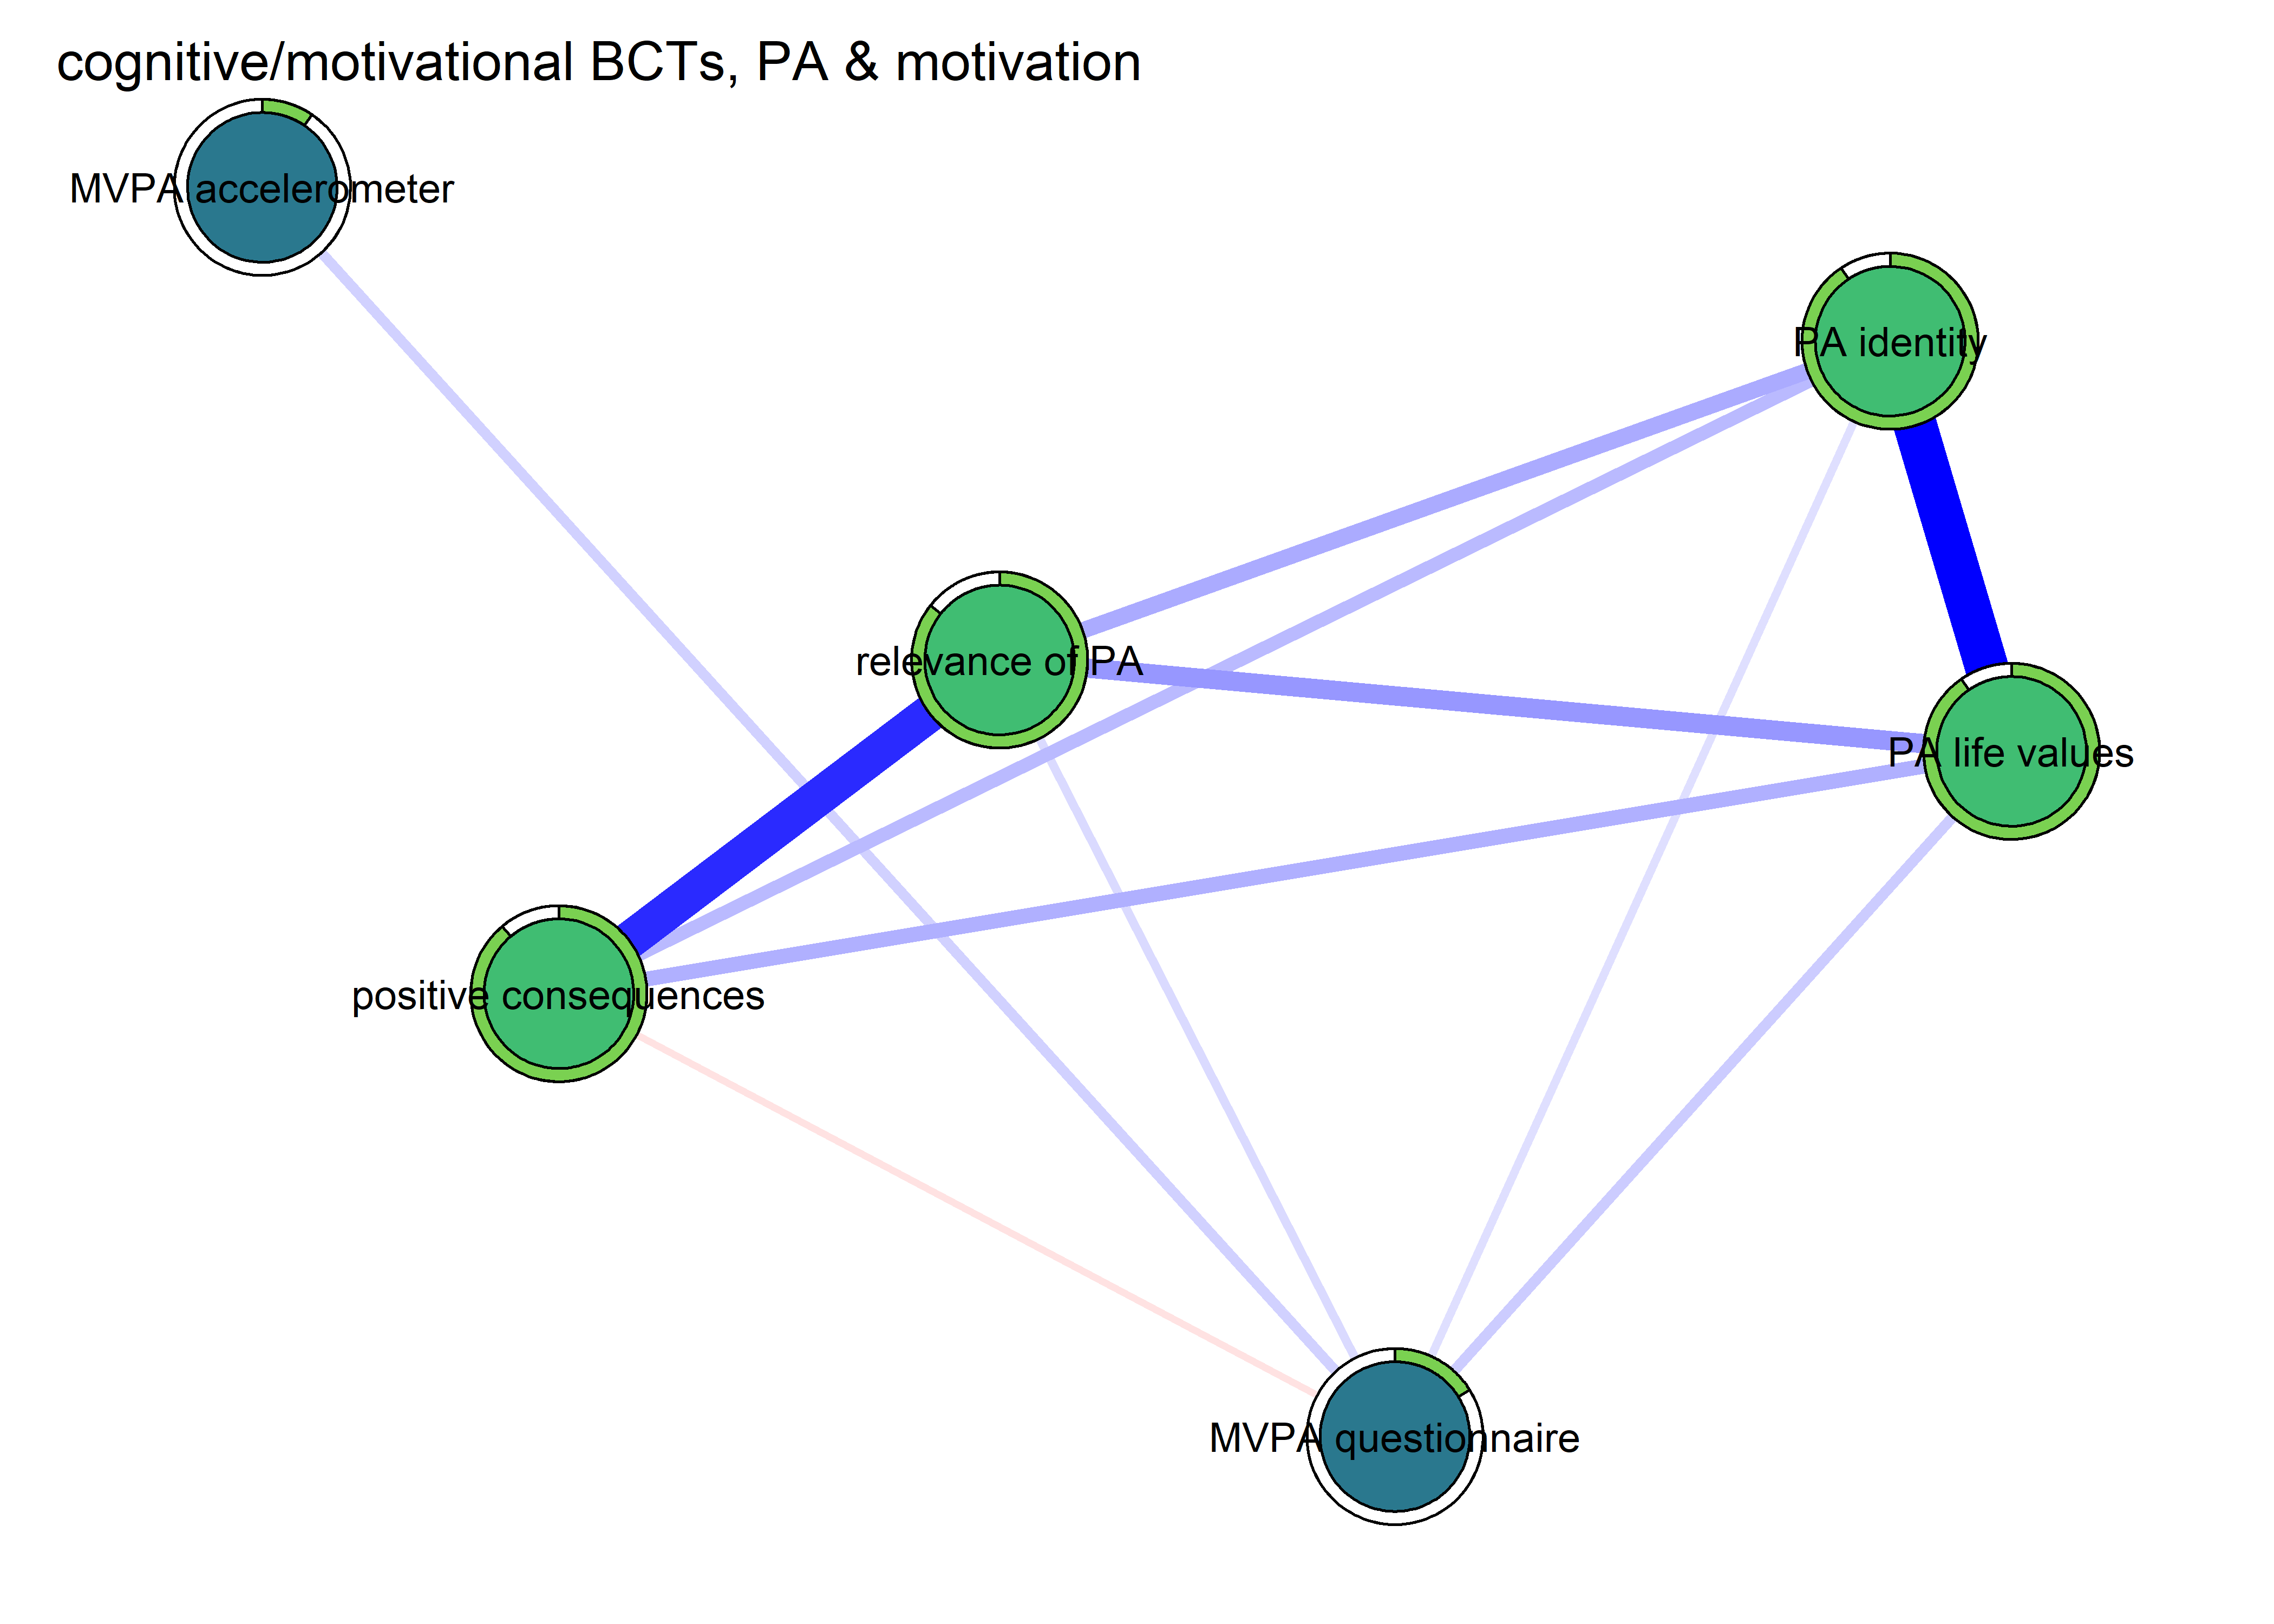 cognitive/motivational BCTs, PA & motivation
MVPA accelerometer
PA identity
relevance of PA
PA life values
positive consequences
MVPA questionnaire